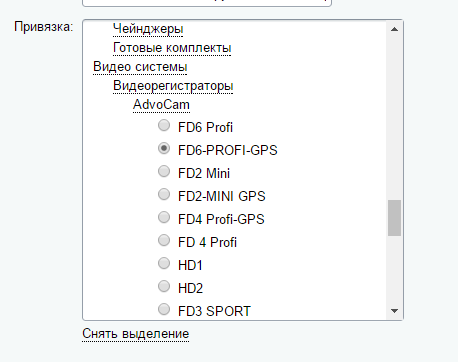 Привязка:
Чейнджеры
Готовые комплекты
Видео системы
Видеорегистраторы
AdvoCam
FD6 Profi
FD6-PROFI-GPS
FD2 Mini
FD2-MINI GPS
FD4 Profi-GPS
FD 4 Profi
HD1
HD2
FD3 SPORT
Снять выделение